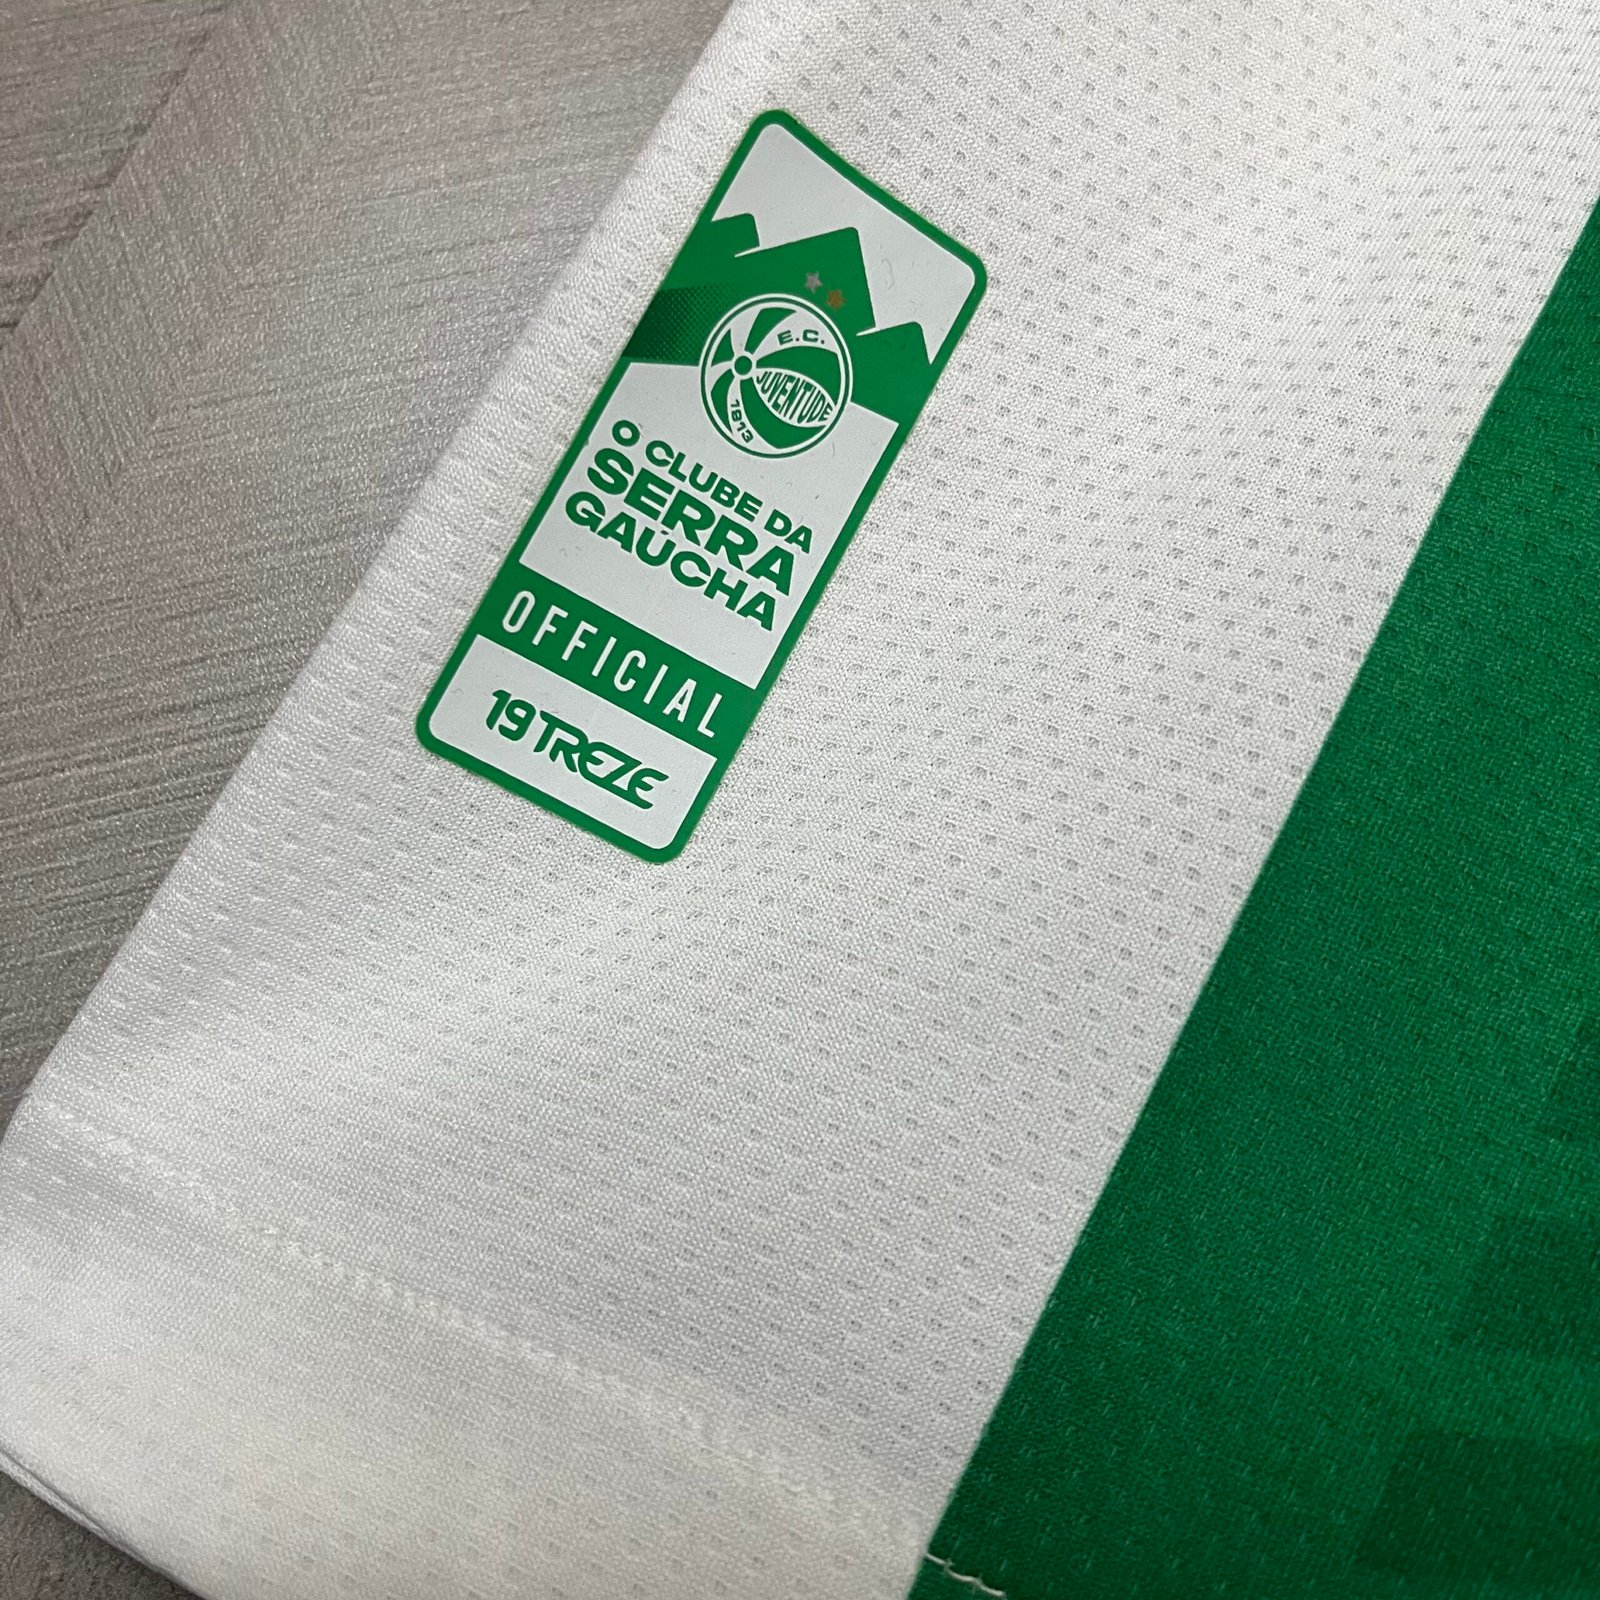 E.C.
JUVENTUDE
1913
O CLUBE DA
SERRA
GAÚCHA
OFFICIAL
19TREZE